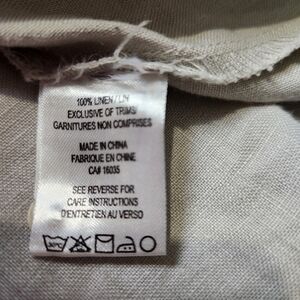 100% LINEN / LIN
EXCLUSIVE OF TRIMS/
GARNITURES NON COMPRISES
MADE IN CHINA
FABRIQUE EN CHINE
CA# 16035
SEE REVERSE FOR
CARE INSTRUCTIONS
D'ENTRETIEN AU VERSO
30°C